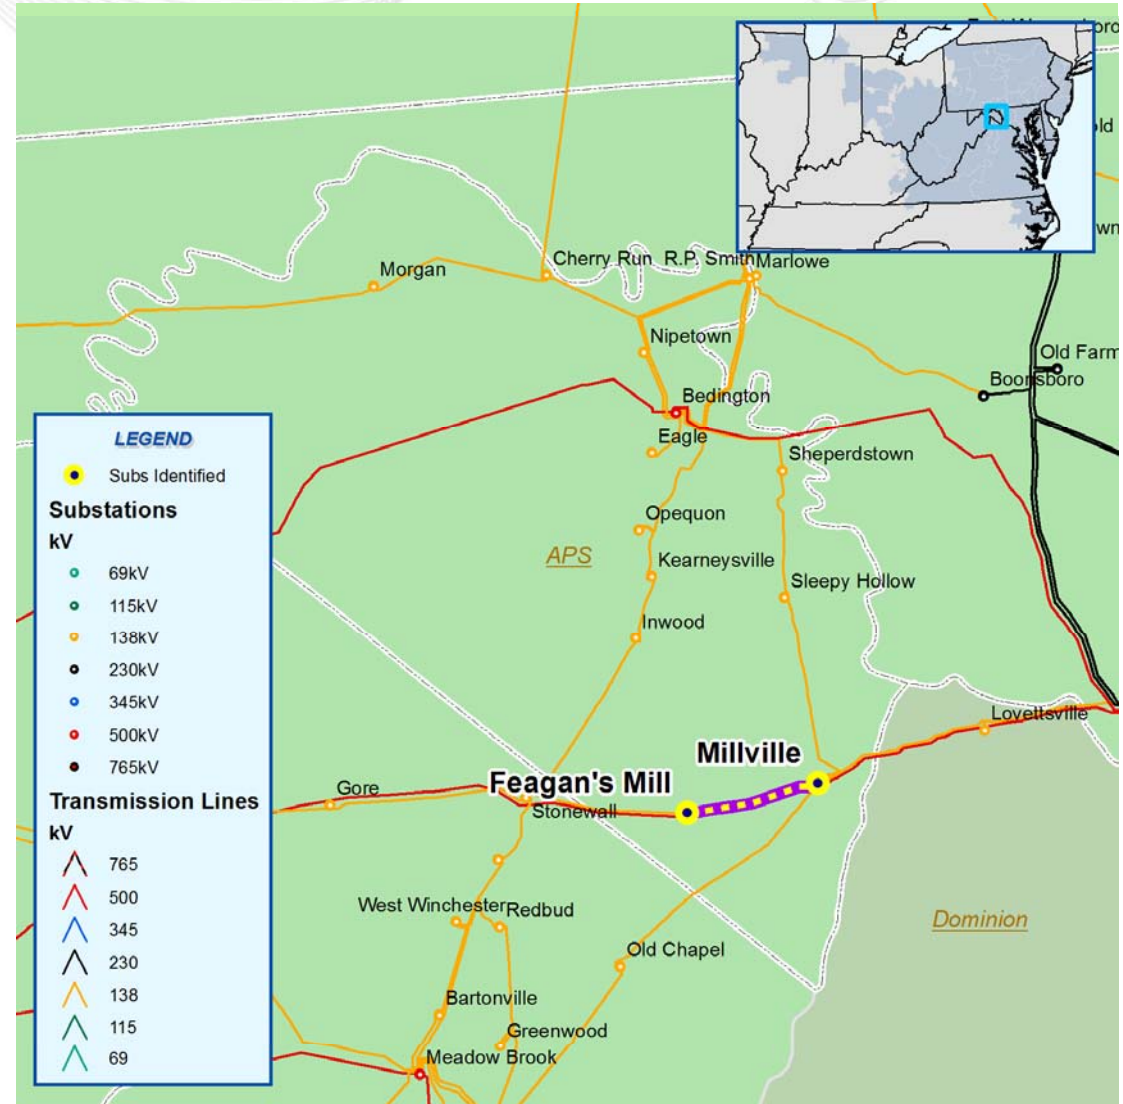 Cherry Run
R.P. Smith
Marlowe
Morgan
Nipetown
Old Farm
Boonsboro
Bedington
Eagle
Sheperdstown
Opequon
APS
Kearneysville
Sleepy Hollow
Inwood
Lovettsville
Millville
Feagan's Mill
Gore
Stonewall
West Winchester
Redbud
Dominion
Old Chapel
Bartonville
Greenwood
Meadow Brook
LEGEND
Subs Identified
Substations
kV
69kV
115kV
138kV
230kV
345kV
500kV
765kV
Transmission Lines
kV
765
500
345
230
138
115
69